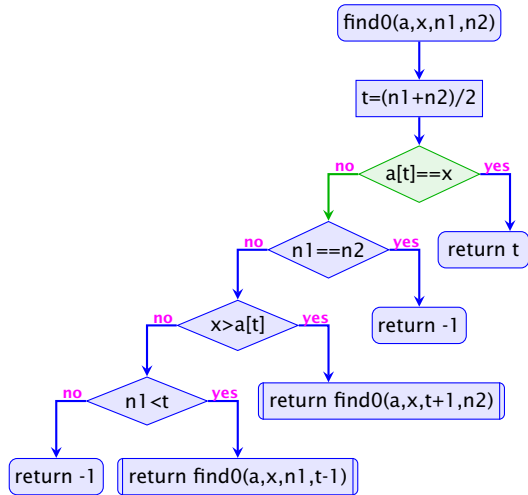 find0(a,x,n1,n2)
t=(n1+n2)/2
a[t]==x
no
yes
return t
n1==n2
no
yes
return -1
x>a[t]
no
yes
return find0(a,x,t+1,n2)
n1<t
no
yes
return -1
return find0(a,x,n1,t-1)